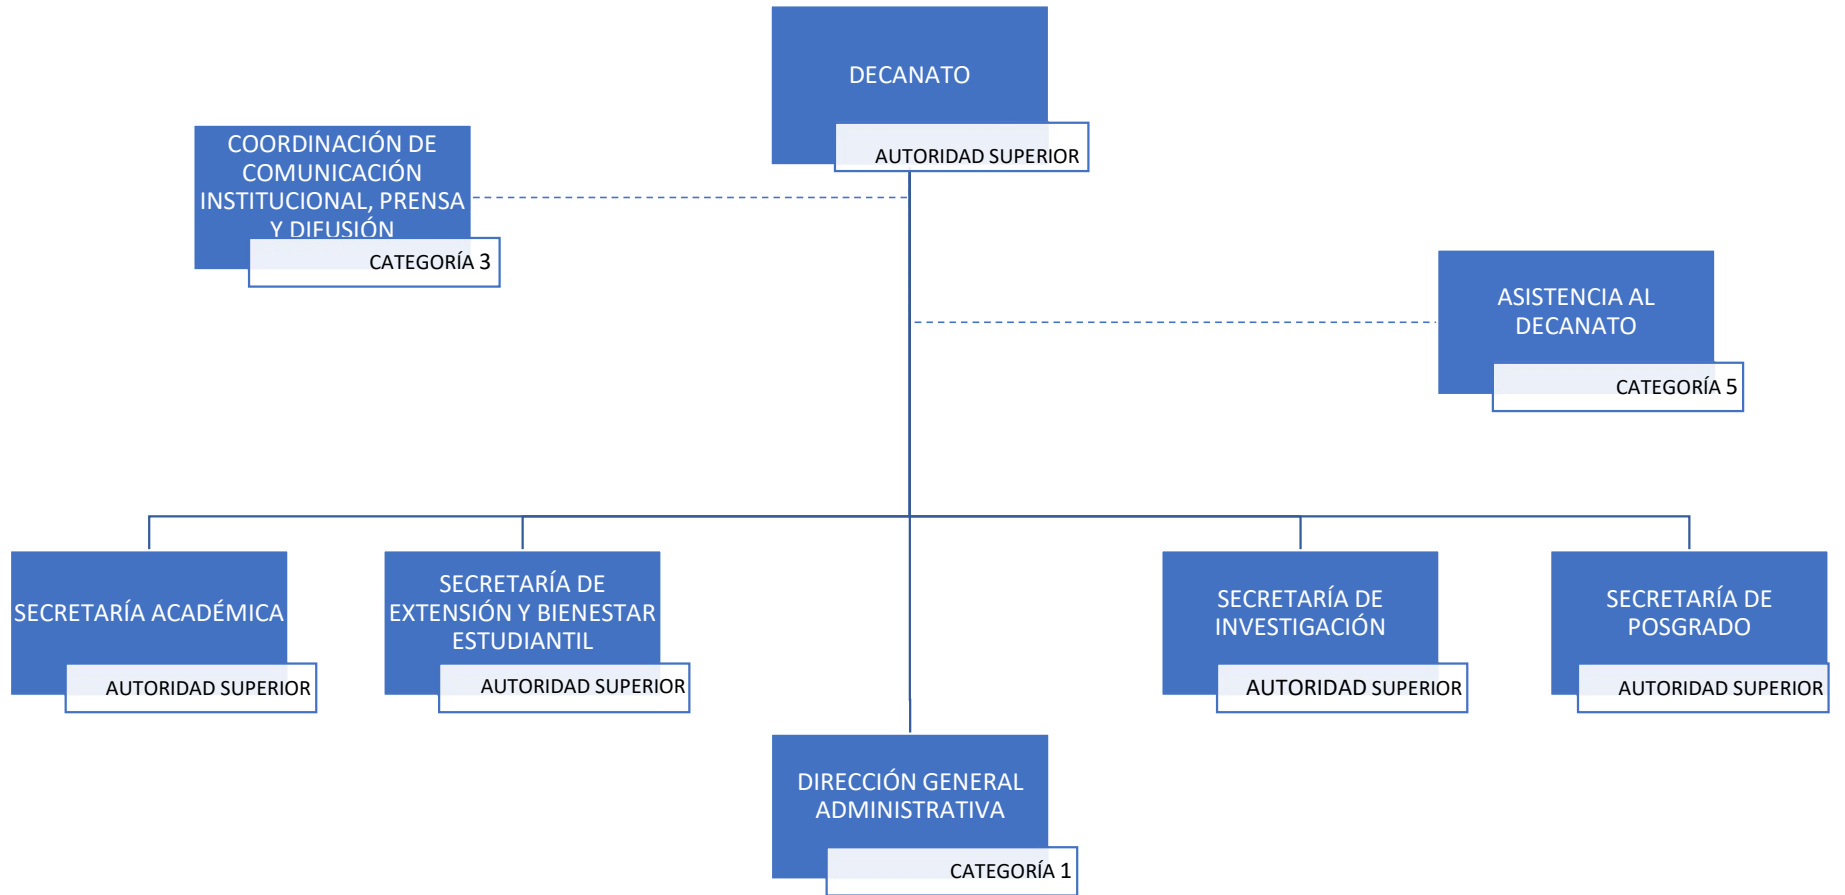 DECANATO
AUTORIDAD SUPERIOR
COORDINACIÓN DE
COMUNICACIÓN
INSTITUCIONAL, PRENSA
Y DIFUSIÓN
CATEGORÍA 3
ASISTENCIA AL
DECANATO
CATEGORÍA 5
SECRETARÍA ACADÉMICA
AUTORIDAD SUPERIOR
SECRETARÍA DE
EXTENSIÓN Y BIENESTAR
ESTUDIANTIL
AUTORIDAD SUPERIOR
SECRETARÍA DE
INVESTIGACIÓN
AUTORIDAD SUPERIOR
SECRETARÍA DE
POSGRADO
AUTORIDAD SUPERIOR
DIRECCIÓN GENERAL
ADMINISTRATIVA
CATEGORÍA 1